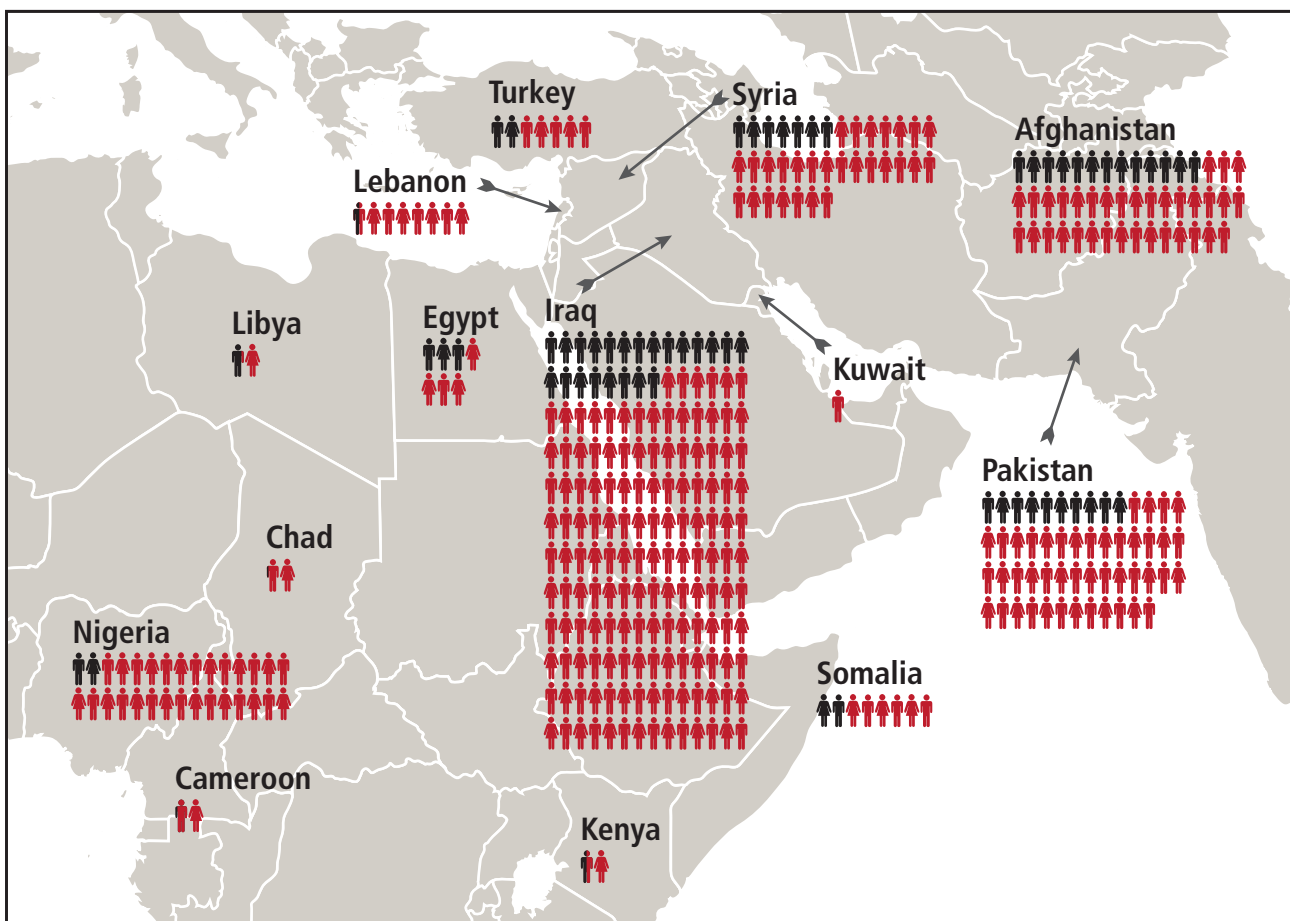 Turkey
Syria
Afghanistan
Lebanon
Libya
Egypt
Iraq
Kuwait
Pakistan
Chad
Nigeria
Somalia
Cameroon
Kenya